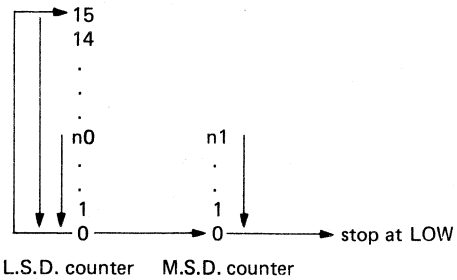 15
14
.
.
.
n0 n1
. .
. .
1 1
0 0 stop at LOW
L.S.D. counter M.S.D. counter